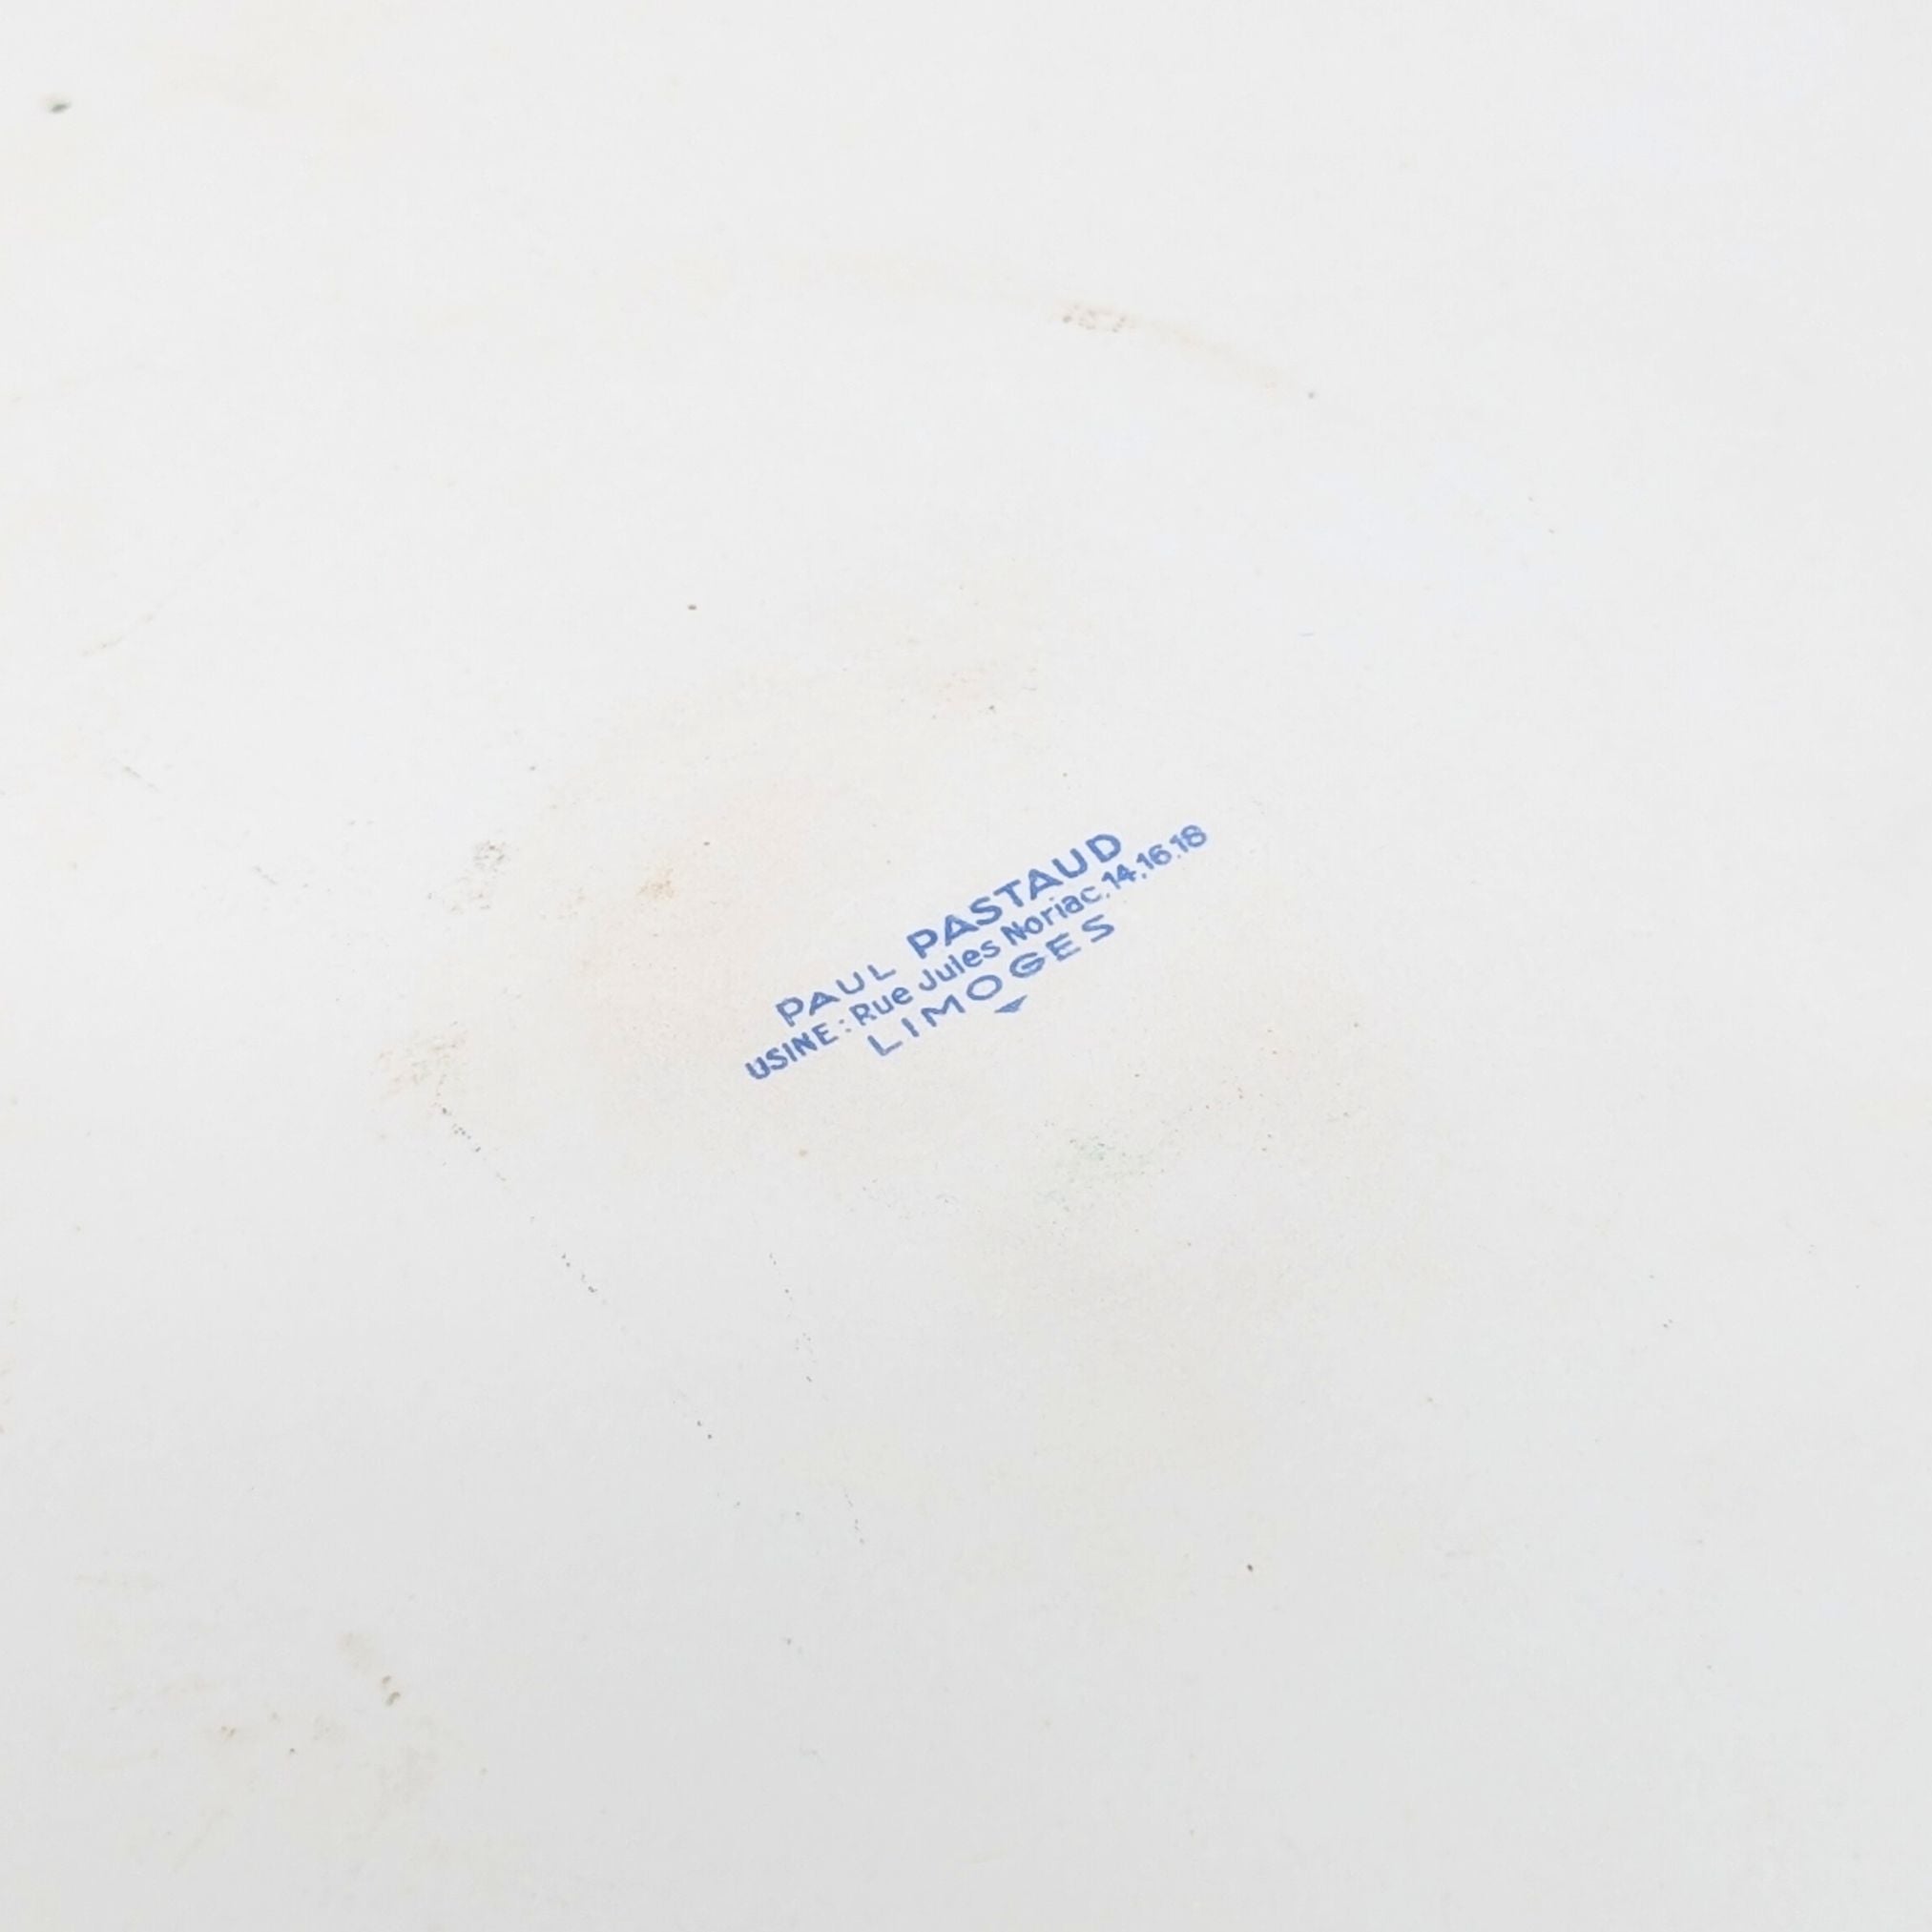 PAUL PASTAUD
USINE: Rue Jules Noriac.14.16.18
LIMOGES